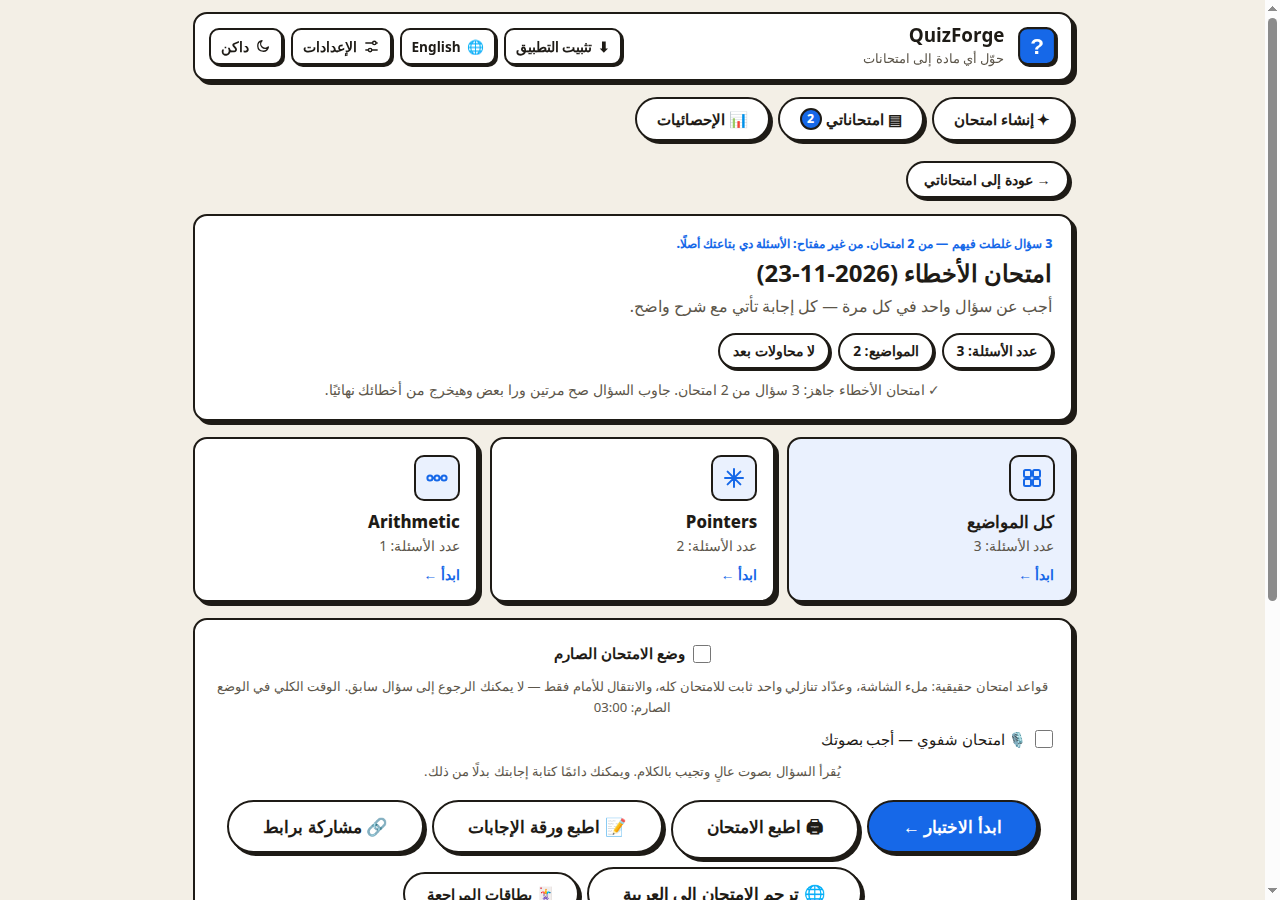 QuizForge
حوّل أي مادة إلى امتحانات
⬇ تثبيت التطبيق
🌐 English
الإعدادات
داكن
✦ إنشاء امتحان
▤ امتحاناتي 2
📊 الإحصائيات
→ عودة إلى امتحاناتي
3 سؤال غلطت فيهم — من 2 امتحان. من غير مفتاح: الأسئلة دي بتاعتك أصلًا.
امتحان الأخطاء (2026-11-23)
أجب عن سؤال واحد في كل مرة — كل إجابة تأتي مع شرح واضح.
عدد الأسئلة: 3
المواضيع: 2
لا محاولات بعد
✓ امتحان الأخطاء جاهز: 3 سؤال من 2 امتحان. جاوب السؤال صح مرتين ورا بعض وهيخرج من أخطائك نهائيًا.
كل المواضيع
عدد الأسئلة: 3
ابدأ ←
Pointers
عدد الأسئلة: 2
ابدأ ←
Arithmetic
عدد الأسئلة: 1
ابدأ ←
وضع الامتحان الصارم
قواعد امتحان حقيقية: ملء الشاشة، وعدّاد تنازلي واحد ثابت للامتحان كله، والانتقال للأمام فقط — لا يمكنك الرجوع إلى سؤال سابق. الوقت الكلي في الوضع
الصارم: 03:00
🎙️ امتحان شفوي — أجب بصوتك
يُقرأ السؤال بصوت عالٍ وتجيب بالكلام. ويمكنك دائمًا كتابة إجابتك بدلًا من ذلك.
ابدأ الاختبار ←
🖨 اطبع الامتحان
📝 اطبع ورقة الإجابات
🔗 مشاركة برابط
🌐 ترجم الامتحان إلى العربية
🃏 بطاقات المراجعة